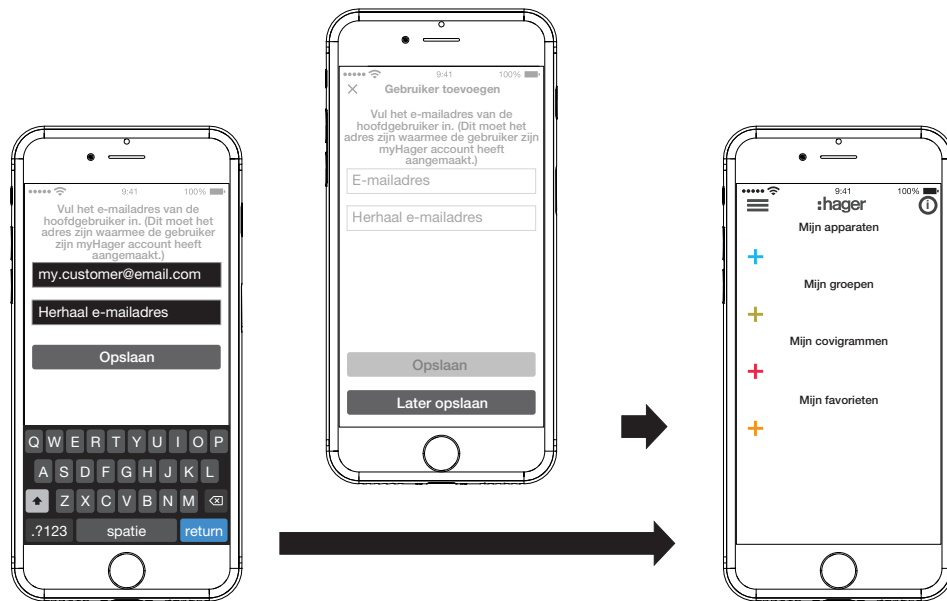 9:41
100%
Vul het e-mailadres van de
hoofdgebruiker in. (Dit moet het
adres zijn waarmee de gebruiker
zijn myHager account heeft
aangemaakt.)
my.customer@email.com
Herhaal e-mailadres
Opslaan
Q W E R T Y U I O P
A S D F G H J K L
Z X C V B N M
.?123 spatie return
9:41
100%
Gebruiker toevoegen
Vul het e-mailadres van de
hoofdgebruiker in. (Dit moet het
adres zijn waarmee de gebruiker zijn
myHager account heeft
aangemaakt.)
E-mailadres
Herhaal e-mailadres
Opslaan
Later opslaan
9:41
100%
:hager
Mijn apparaten
Mijn groepen
Mijn covigrammen
Mijn favorieten